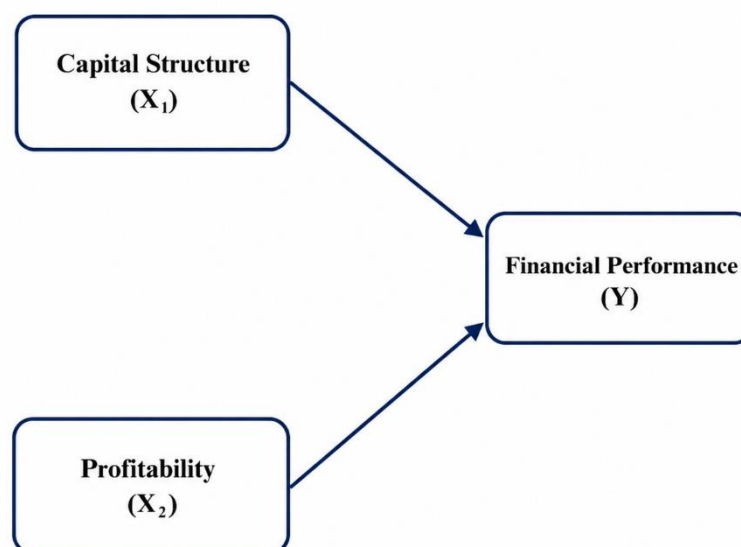 Capital Structure
(X₁)
Financial Performance
(Y)
Profitability
(X₂)